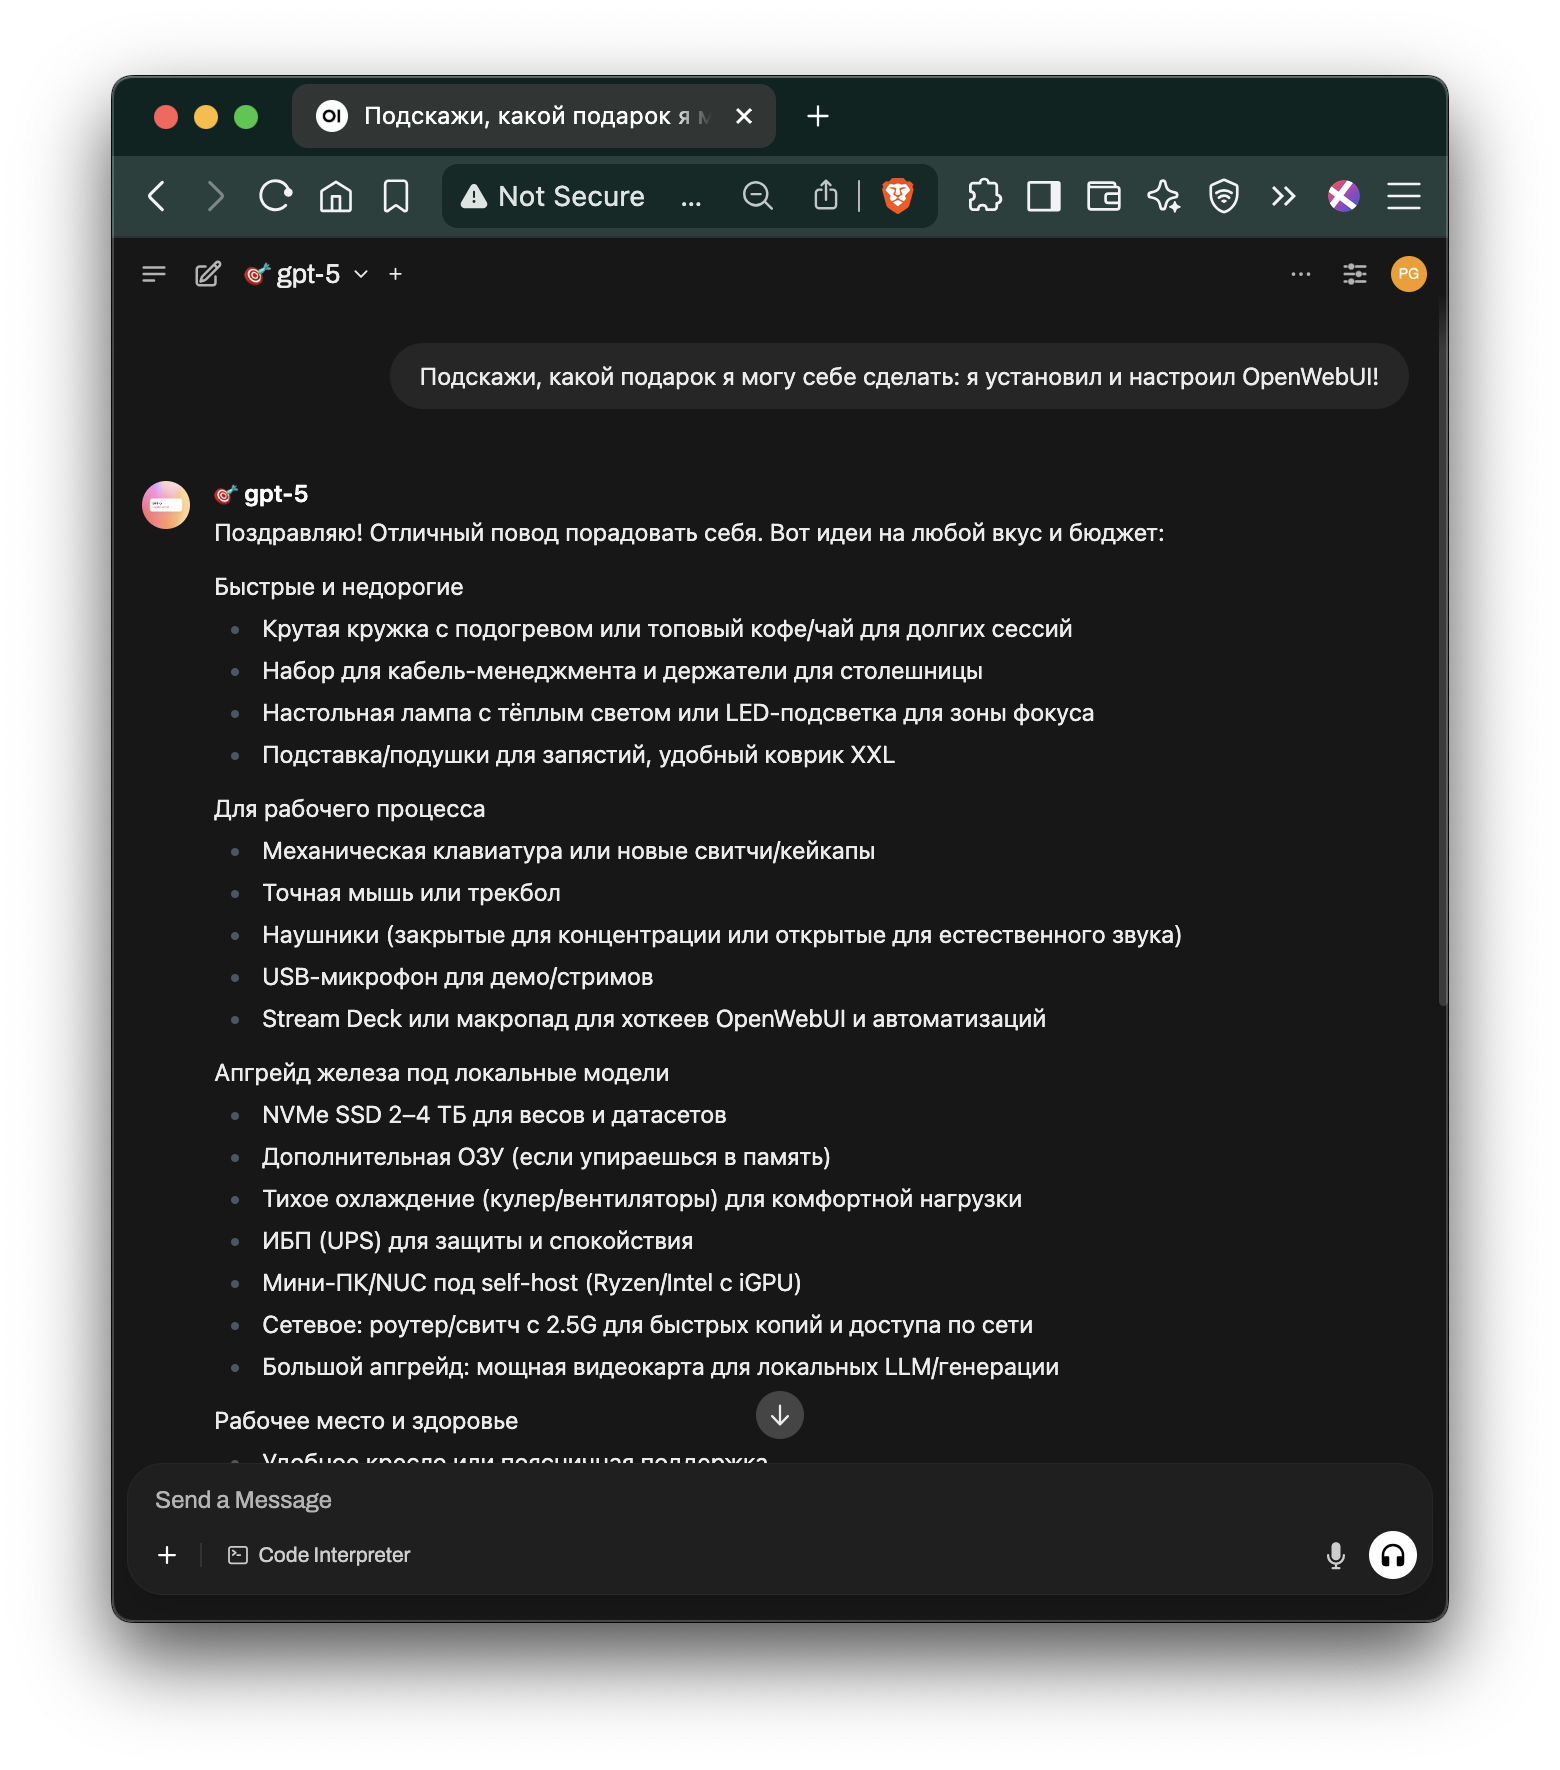 Подскажи, какой подарок я м
Not Secure ...
gpt-5
PG
Подскажи, какой подарок я могу себе сделать: я установил и настроил OpenWebUI!
gpt-5
Поздравляю! Отличный повод порадовать себя. Вот идеи на любой вкус и бюджет:
Быстрые и недорогие
Крутая кружка с подогревом или топовый кофе/чай для долгих сессий
Набор для кабель-менеджмента и держатели для столешницы
Настольная лампа с тёплым светом или LED-подсветка для зоны фокуса
Подставка/подушки для запястий, удобный коврик XXL
Для рабочего процесса
Механическая клавиатура или новые свитчи/кейкапы
Точная мышь или трекбол
Наушники (закрытые для концентрации или открытые для естественного звука)
USB-микрофон для демо/стримов
Stream Deck или макропад для хоткеев OpenWebUI и автоматизаций
Апгрейд железа под локальные модели
NVMe SSD 2–4 ТБ для весов и датасетов
Дополнительная ОЗУ (если упираешься в память)
Тихое охлаждение (кулер/вентиляторы) для комфортной нагрузки
ИБП (UPS) для защиты и спокойствия
Мини-ПК/NUC под self-host (Ryzen/Intel с iGPU)
Сетевое: роутер/свитч с 2.5G для быстрых копий и доступа по сети
Большой апгрейд: мощная видеокарта для локальных LLM/генерации
Рабочее место и здоровье
Удобное кресло или поясничная поддержка
Send a Message
Code Interpreter